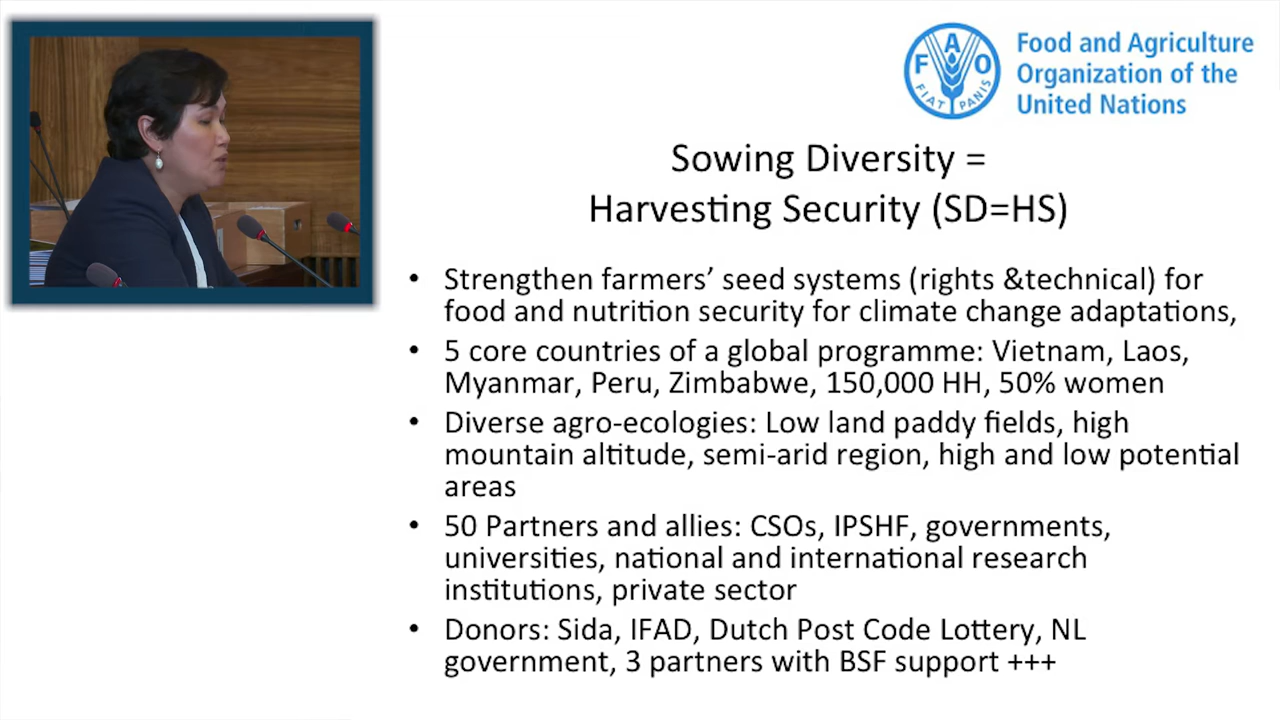 FAO
FIAT PANIS
Food and Agriculture
Organization of the
United Nations
Sowing Diversity =
Harvesting Security (SD=HS)
• Strengthen farmers’ seed systems (rights &technical) for
food and nutrition security for climate change adaptations,
• 5 core countries of a global programme: Vietnam, Laos,
Myanmar, Peru, Zimbabwe, 150,000 HH, 50% women
• Diverse agro-ecologies: Low land paddy fields, high
mountain altitude, semi-arid region, high and low potential
areas
• 50 Partners and allies: CSOs, IPSHF, governments,
universities, national and international research
institutions, private sector
• Donors: Sida, IFAD, Dutch Post Code Lottery, NL
government, 3 partners with BSF support +++